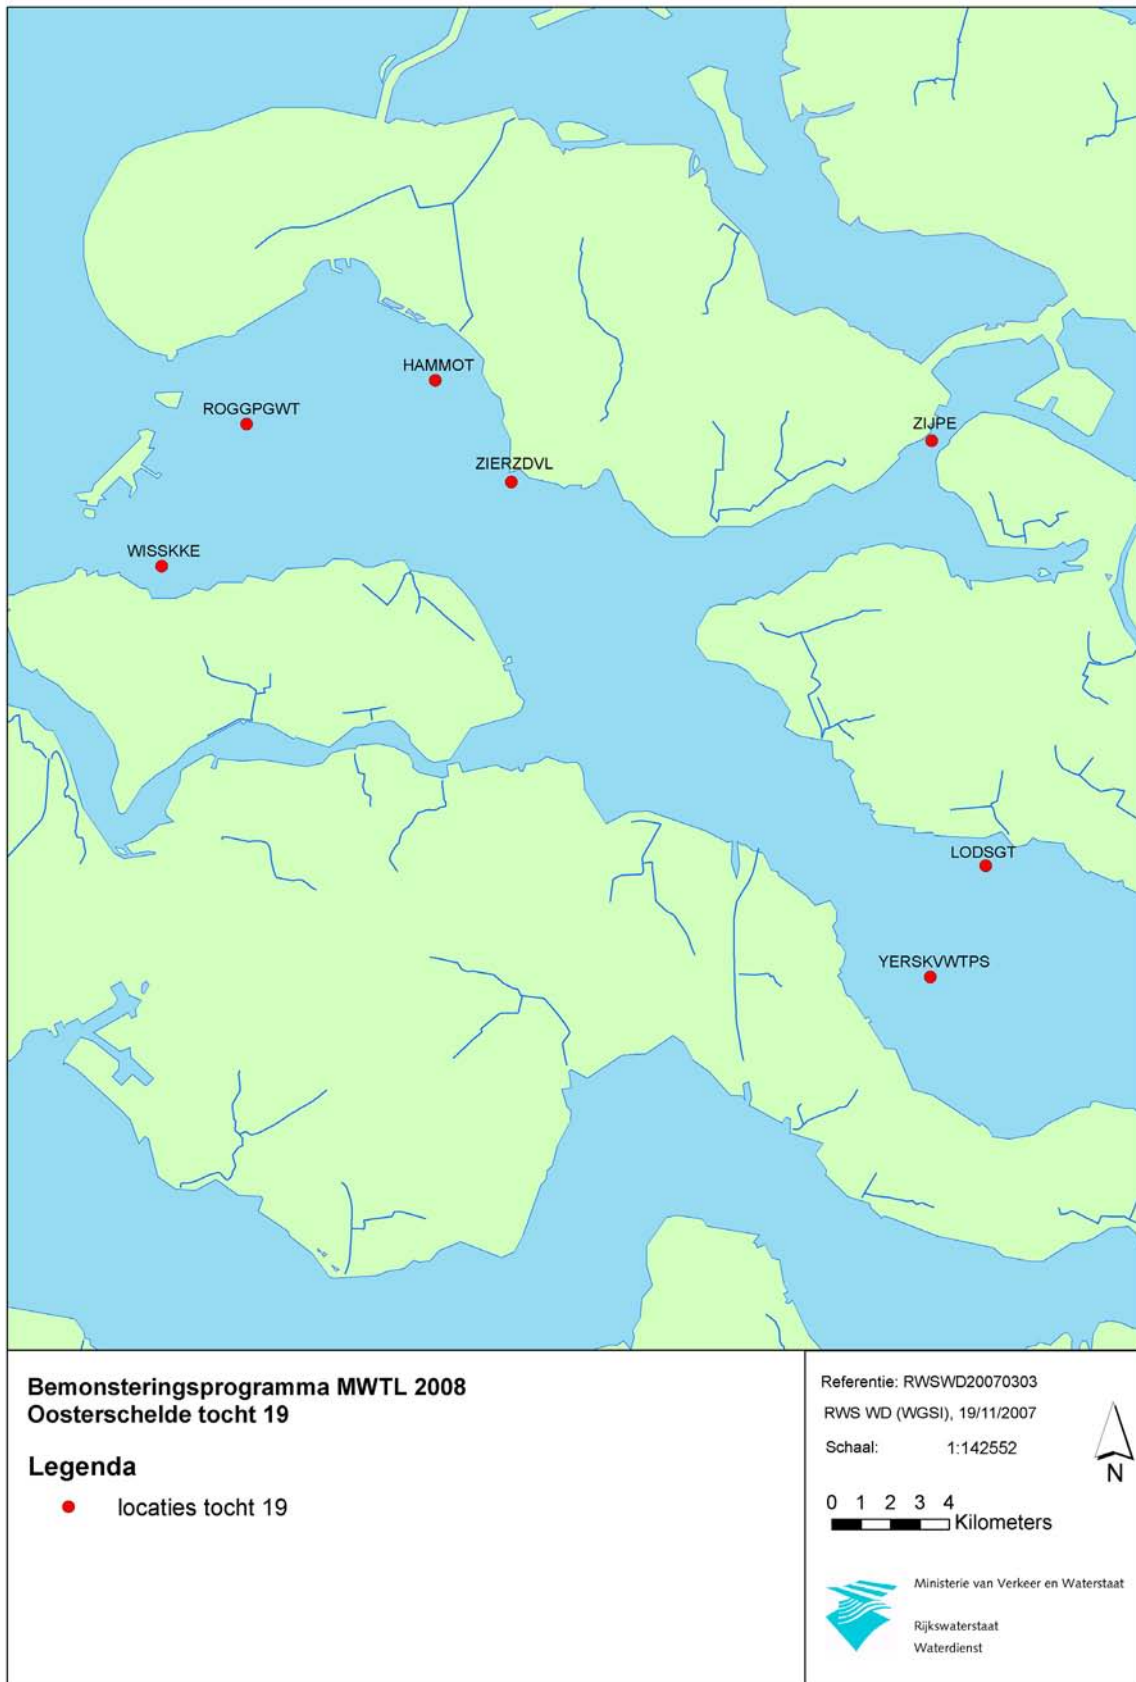 HAMMOT
ROGGPGWT
ZIJPE
ZIERZDVL
WISSKKE
LODSGT
YERSKVWTPS
Bemonsteringsprogramma MWTL 2008
Oosterschelde tocht 19
Legenda
locaties tocht 19
Referentie: RWSWD20070303
RWS WD (WGSI), 19/11/2007
Schaal: 1:142552
N
0 1 2 3 4
Kilometers
Ministerie van Verkeer en Waterstaat
Rijkswaterstaat
Waterdienst